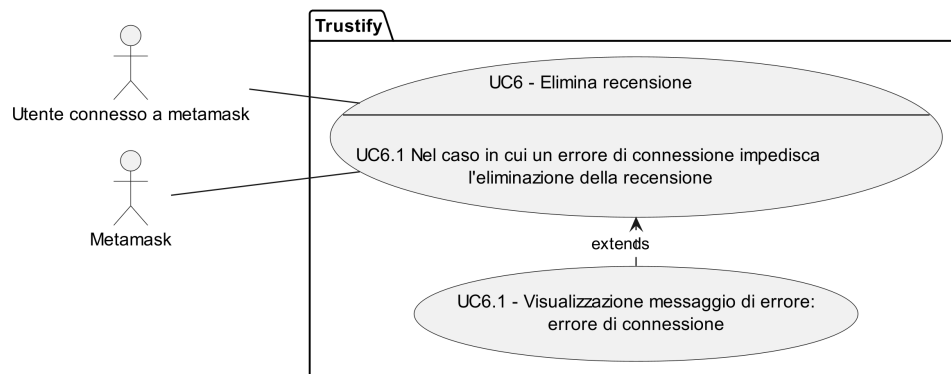 Trustify
UC6 - Elimina recensione
Utente connesso a metamask
UC6.1 Nel caso in cui un errore di connessione impedisca
l'eliminazione della recensione
Metamask
extends
UC6.1 - Visualizzazione messaggio di errore:
errore di connessione